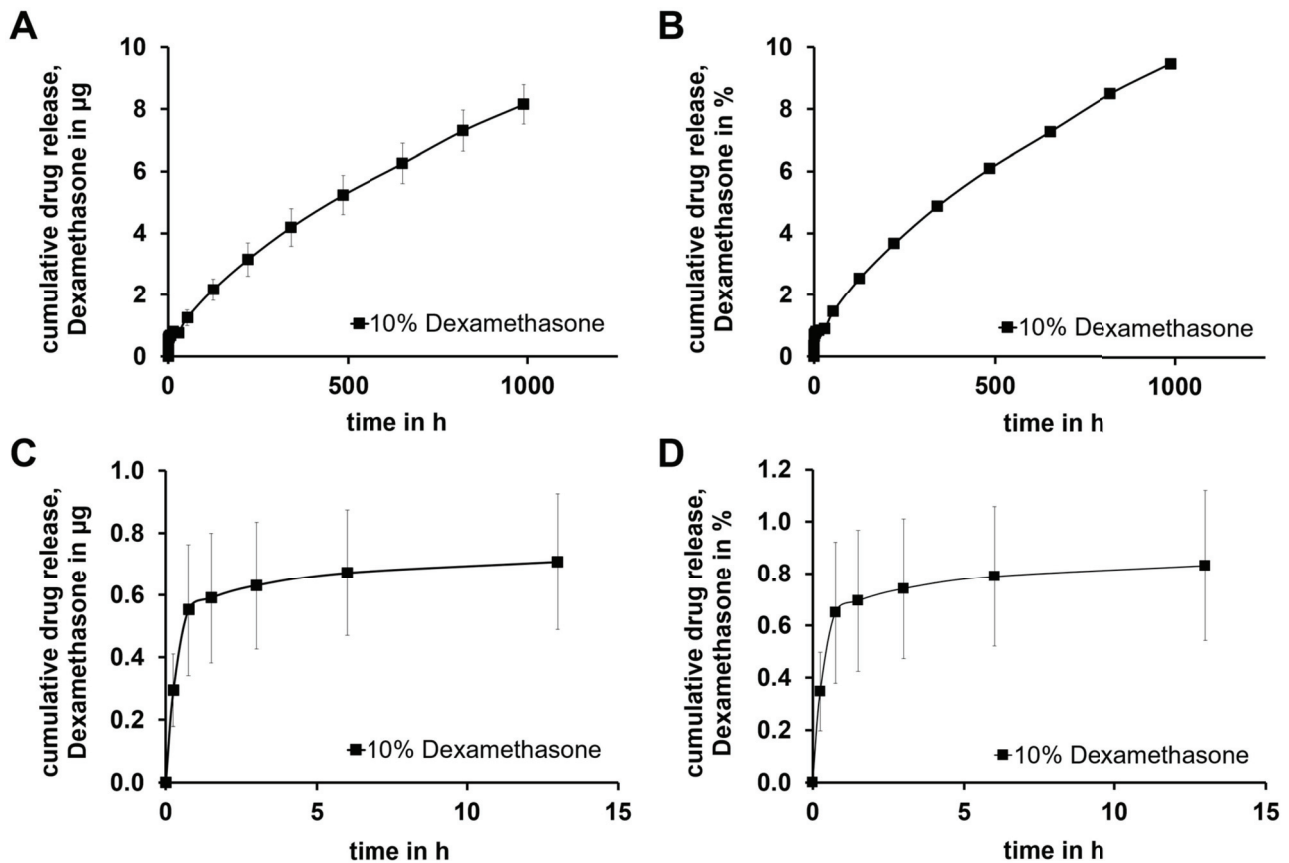 A
cumulative drug release,
Dexamethasone in µg
10
8
6
4
2
0
0
500
1000
time in h
10% Dexamethasone
B
cumulative drug release,
Dexamethasone in %
10
8
6
4
2
0
0
500
1000
time in h
10% Dexamethasone
C
cumulative drug release,
Dexamethasone in µg
1.0
0.8
0.6
0.4
0.2
0.0
0
5
10
15
time in h
10% Dexamethasone
D
cumulative drug release,
Dexamethasone in %
1.2
1.0
0.8
0.6
0.4
0.2
0.0
0
5
10
15
time in h
10% Dexamethasone